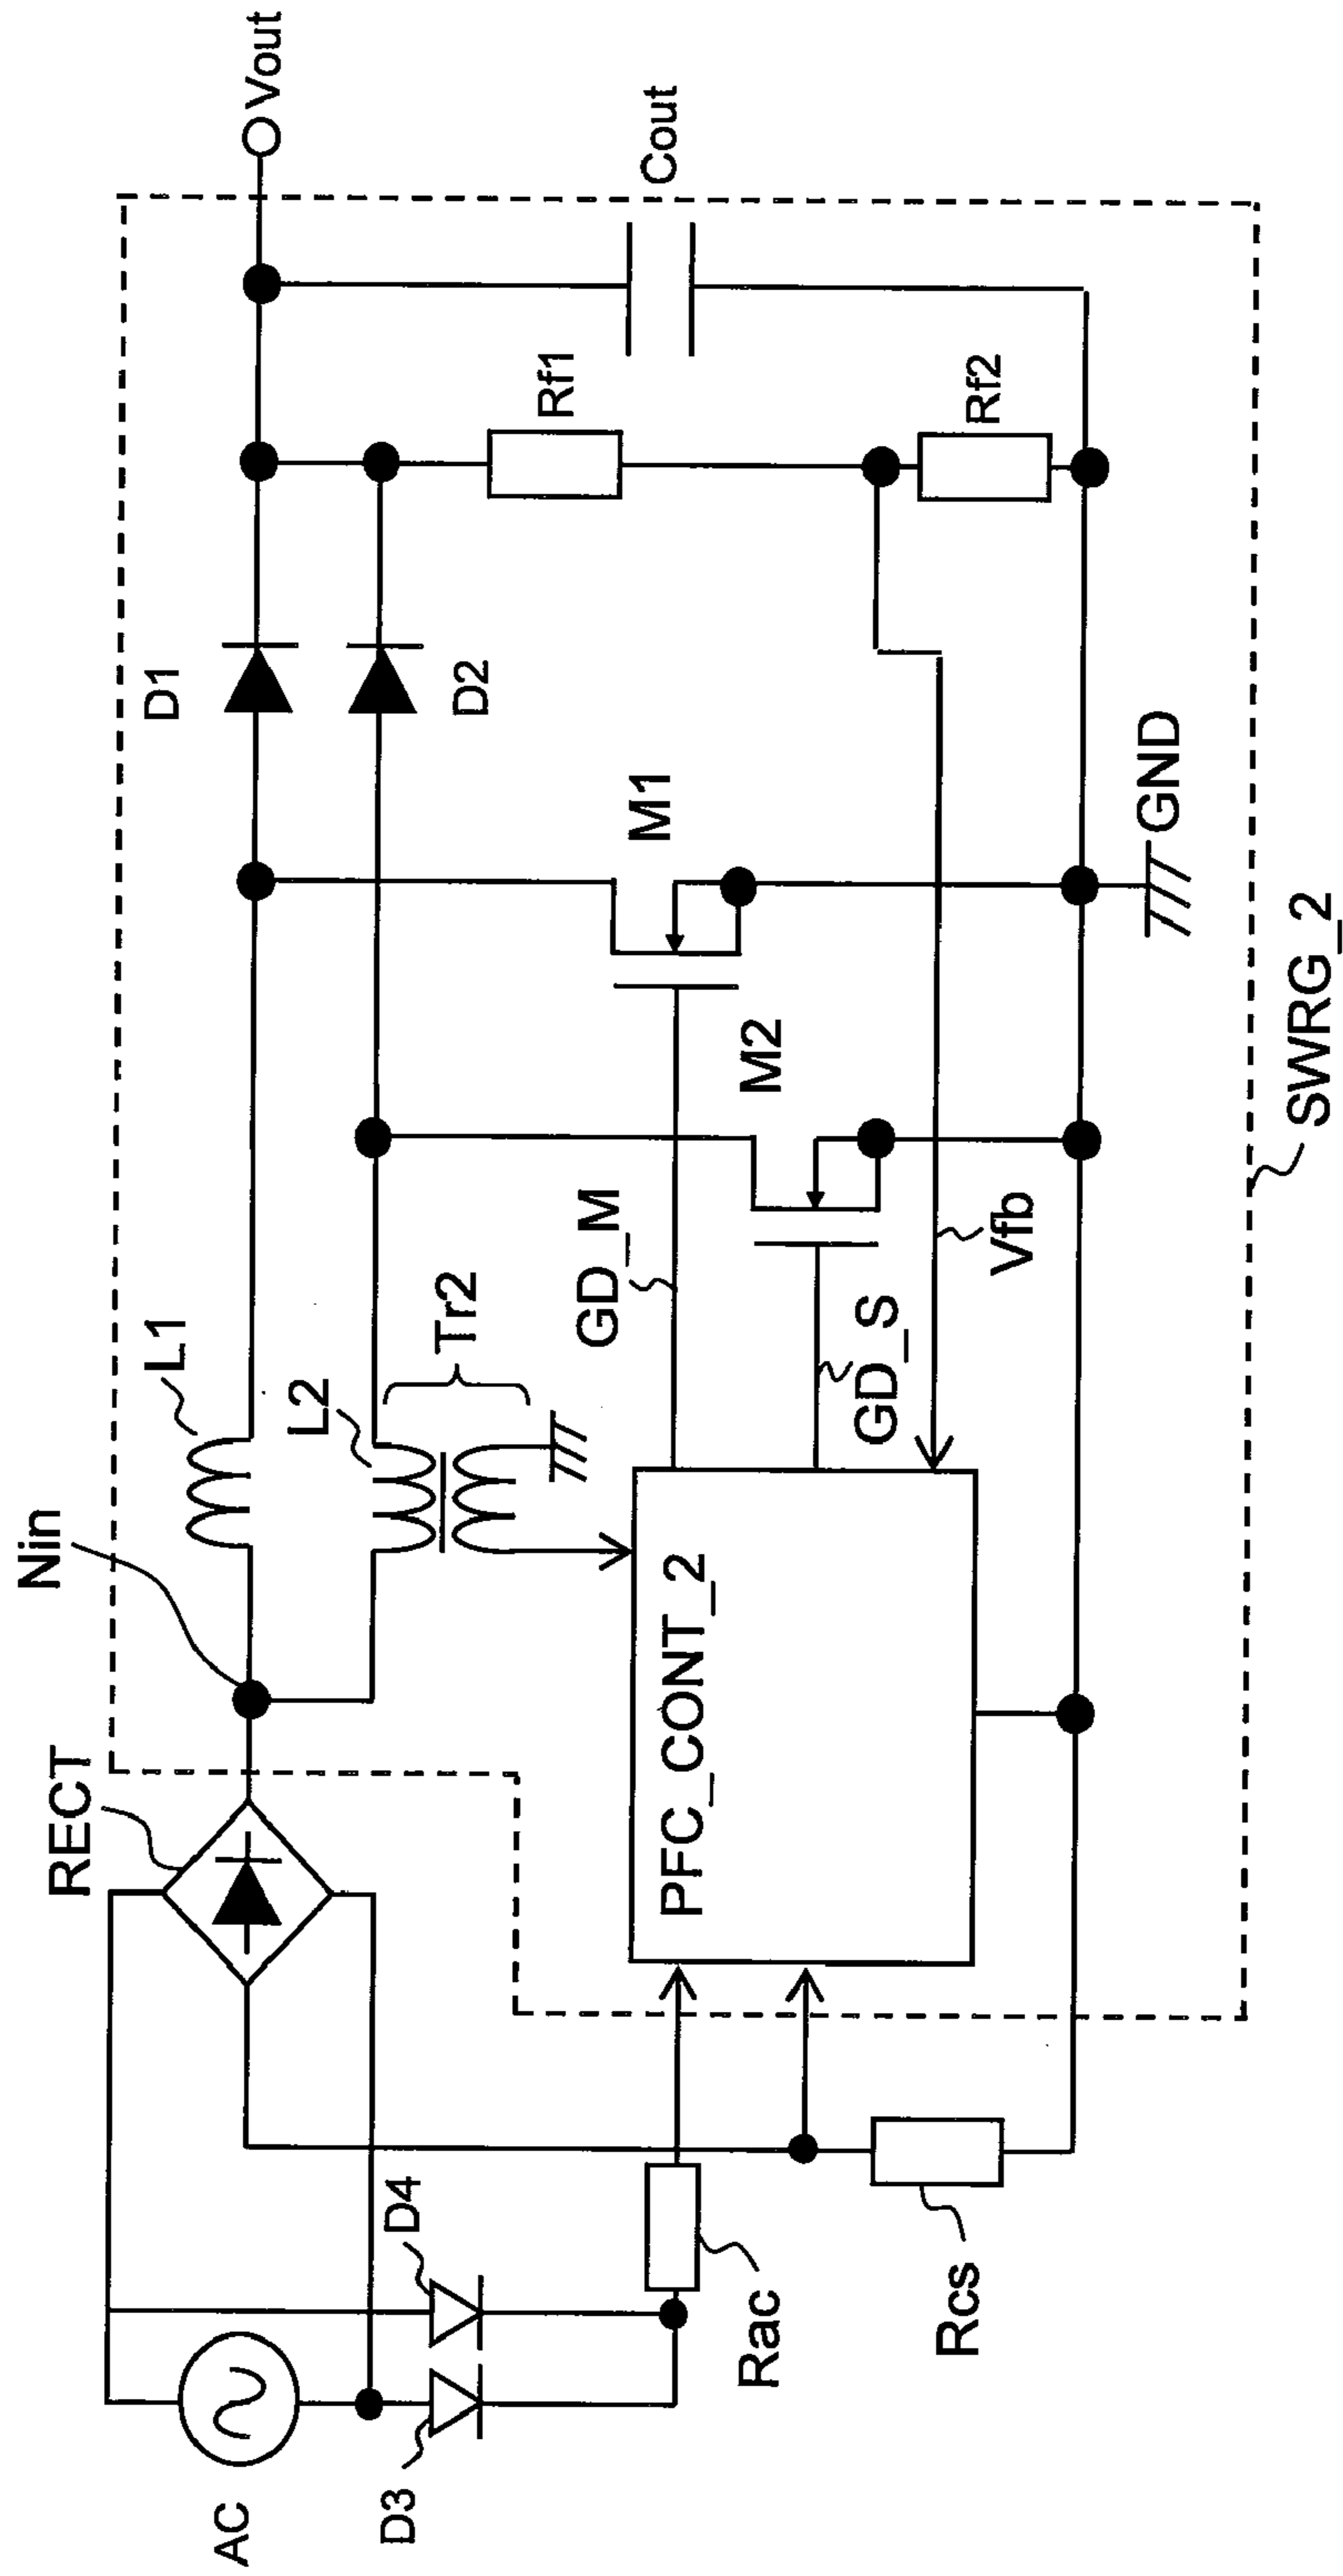 AC
RECT
Nin
L1
D1
Vout
L2
Tr2
D2
Cout
Rf1
Rf2
M1
M2
GD_M
GD_S
Vfb
GND
D3
D4
Rac
Rcs
PFC_CONT_2
SWRG_2